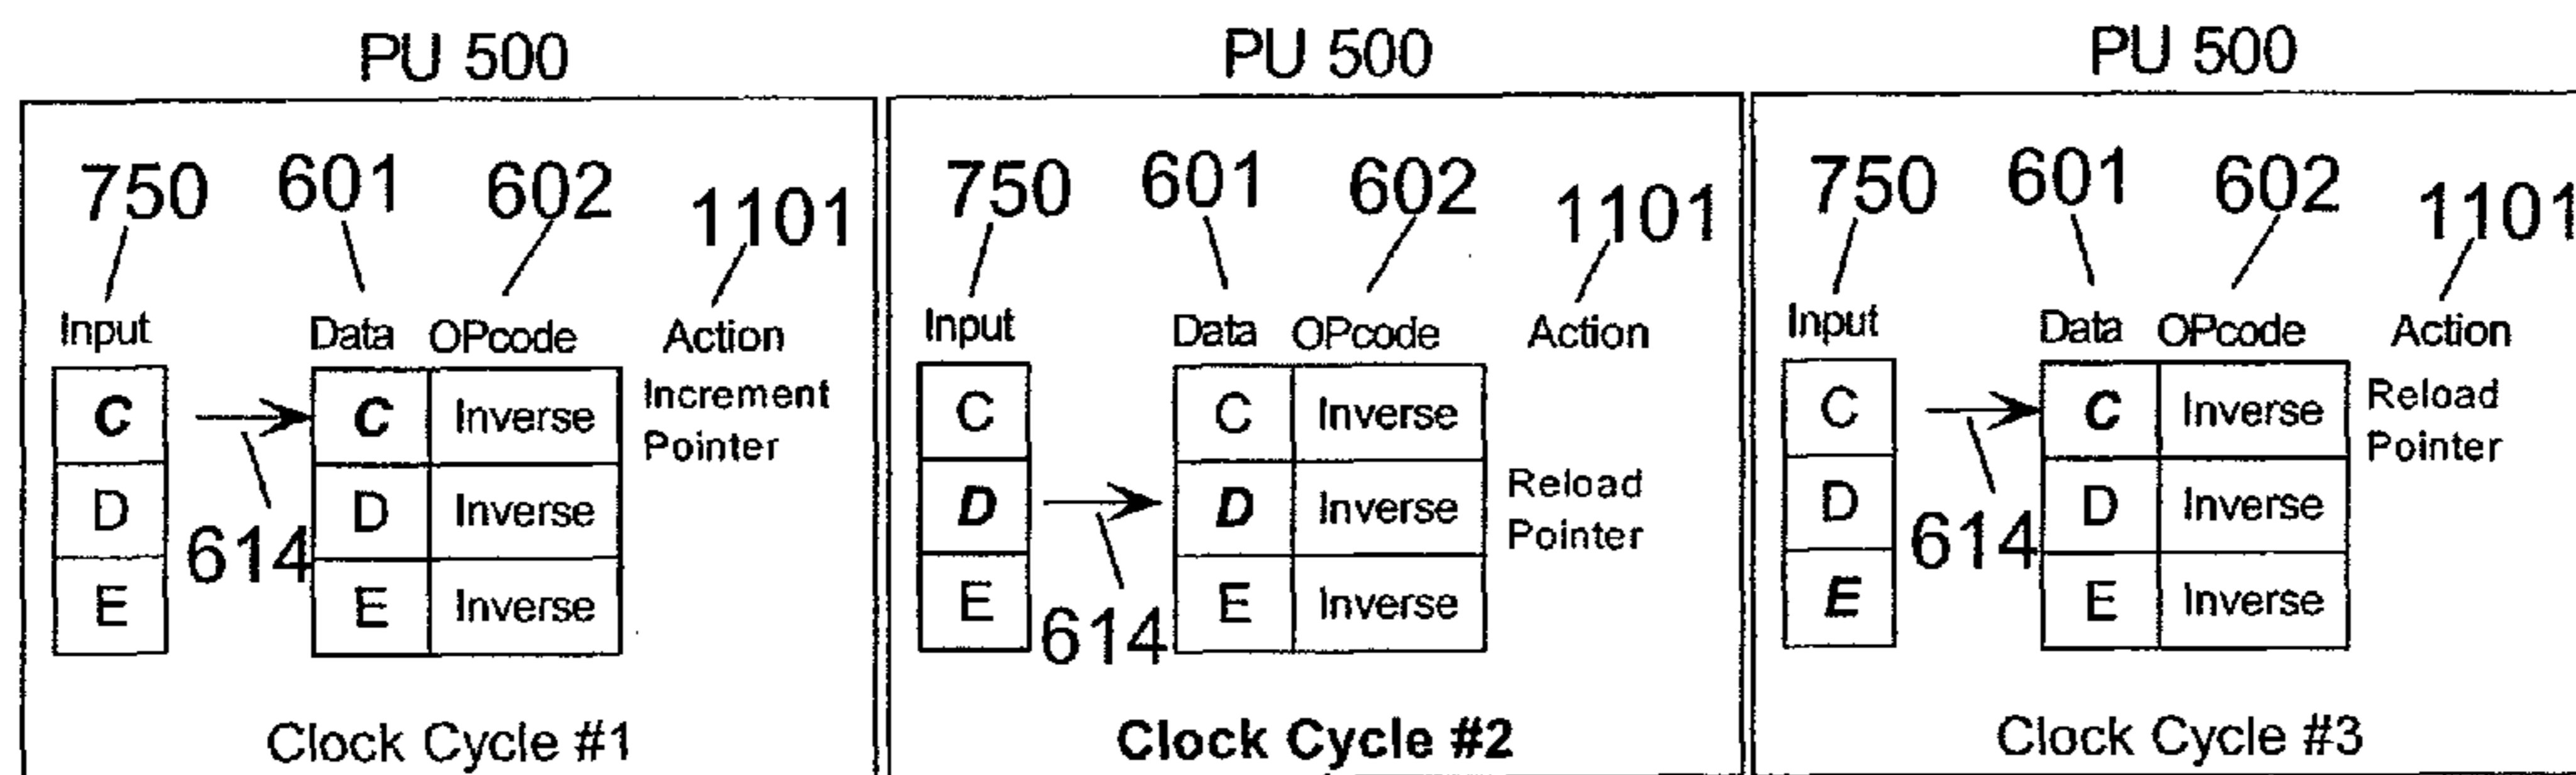 PU 500 PU 500 PU 500
750 601 602 1101 750 601 602 1101 750 601 602 1101
Input Data OPcode Action Input Data OPcode Action Input Data OPcode Action
C C Inverse Increment Pointer
D D Inverse
E E Inverse
614
C C Inverse
D D Inverse Reload Pointer
E E Inverse
614
C C Inverse Reload Pointer
D D Inverse
E E Inverse
614
Clock Cycle #1 Clock Cycle #2 Clock Cycle #3